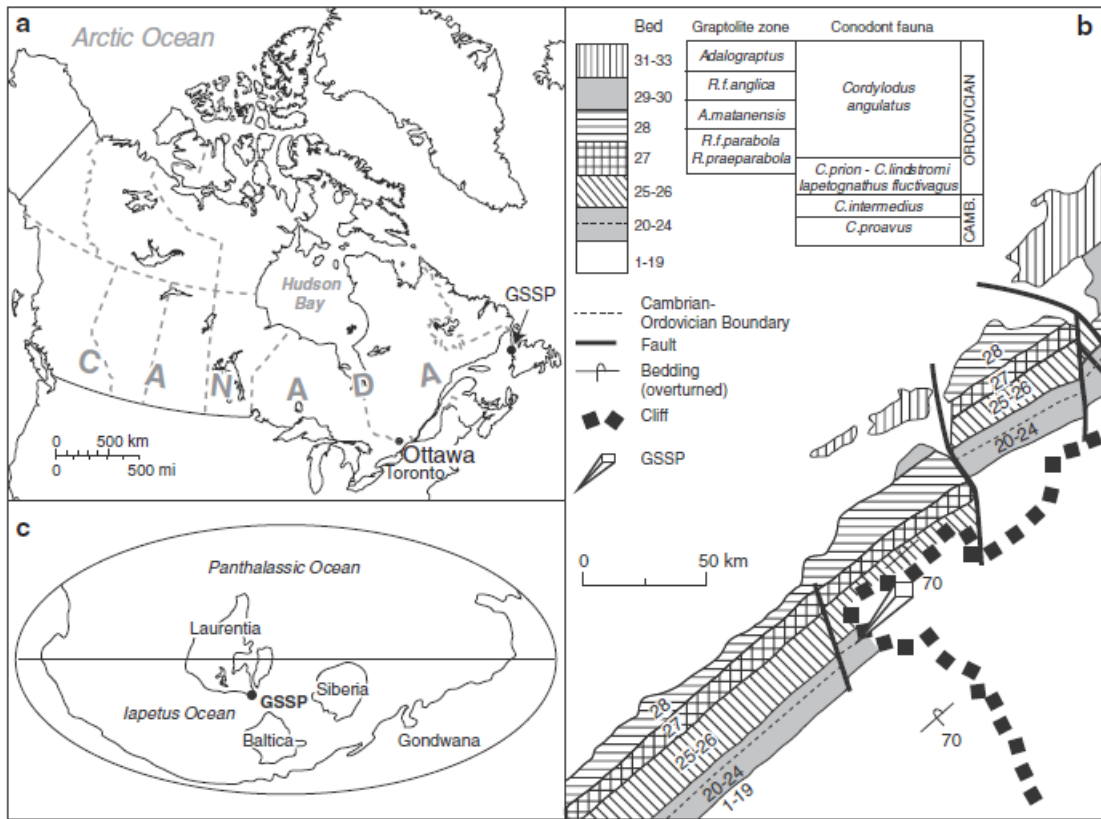 a
Arctic Ocean
Hudson
Bay
GSSP
CANADA
Ottawa
Toronto
0 500 km
0 500 mi
b
Bed
Graptolite zone
Conodont fauna
31-33
Adalograptus
29-30
R.f.anglica
Cordylodus
angulatus
A.matanensis
28
R.f.parabola
27
R.praeparabola
C.prion - C.lindstromi
Iapetognathus fluctivagus
25-26
C.intermedius
20-24
C.proavus
1-19
ORDOVICIAN
CAMB.
Cambrian-
Ordovician Boundary
Fault
Bedding
(overturned)
Cliff
GSSP
0 50 km
28
27
25-26
20-24
70
28
27
25-26
20-24
1-19
70
c
Panthalassic Ocean
Laurentia
Siberia
GSSP
Iapetus Ocean
Baltica
Gondwana